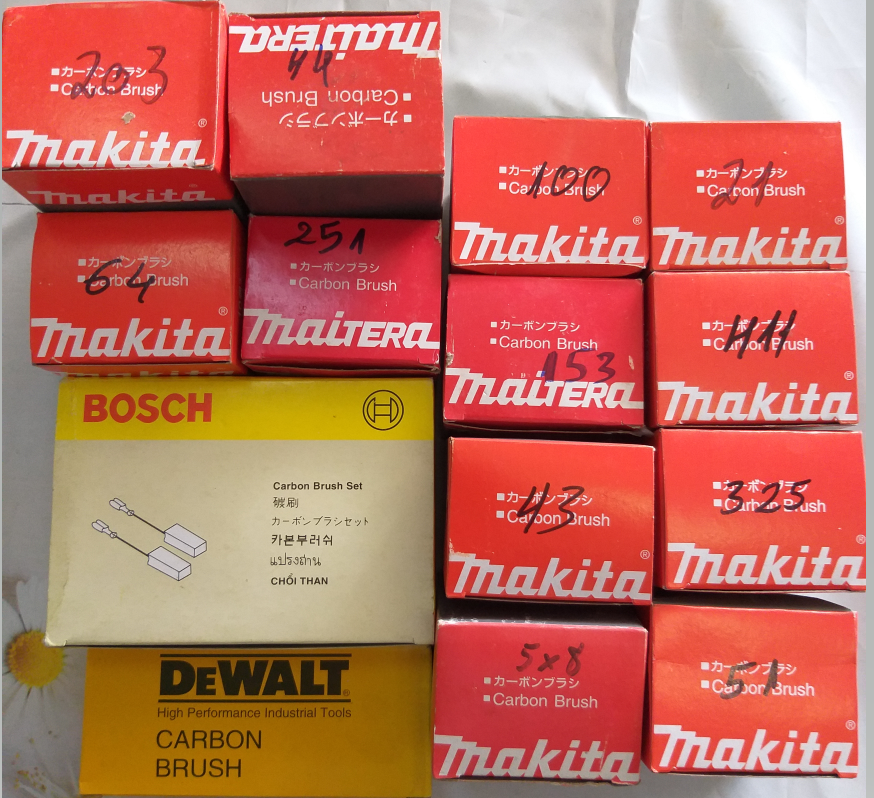 203
■カーボンブラシ
■Carbon Brush
makita®
makita
maiTERA
44
■Carbon Brush
■カーボンブラシ
64
■カーボンブラシ
■Carbon Brush
makita®
251
■カーボンブラシ
■Carbon Brush
maiTERA
100
■カーボンブラシ
■Carbon Brush
makita®
21
■カーボンブラシ
■Carbon Brush
makita®
■カーボンブラシ
■Carbon Brush
153
maiTERA
411
■カーボンブラシ
■Carbon Brush
makita®
BOSCH
Carbon Brush Set
碳刷
カーボンブラシセット
카본부러쉬
แปรงถ่าน
CHỔI THAN
43
■カーボンブラシ
■Carbon Brush
makita®
325
■カーボンブラシ
■Carbon Brush
makita®
DEWALT®
High Performance Industrial Tools
CARBON
BRUSH
5x8
■カーボンブラシ
■Carbon Brush
makita
51
■カーボンブラシ
■Carbon Brush
makita®